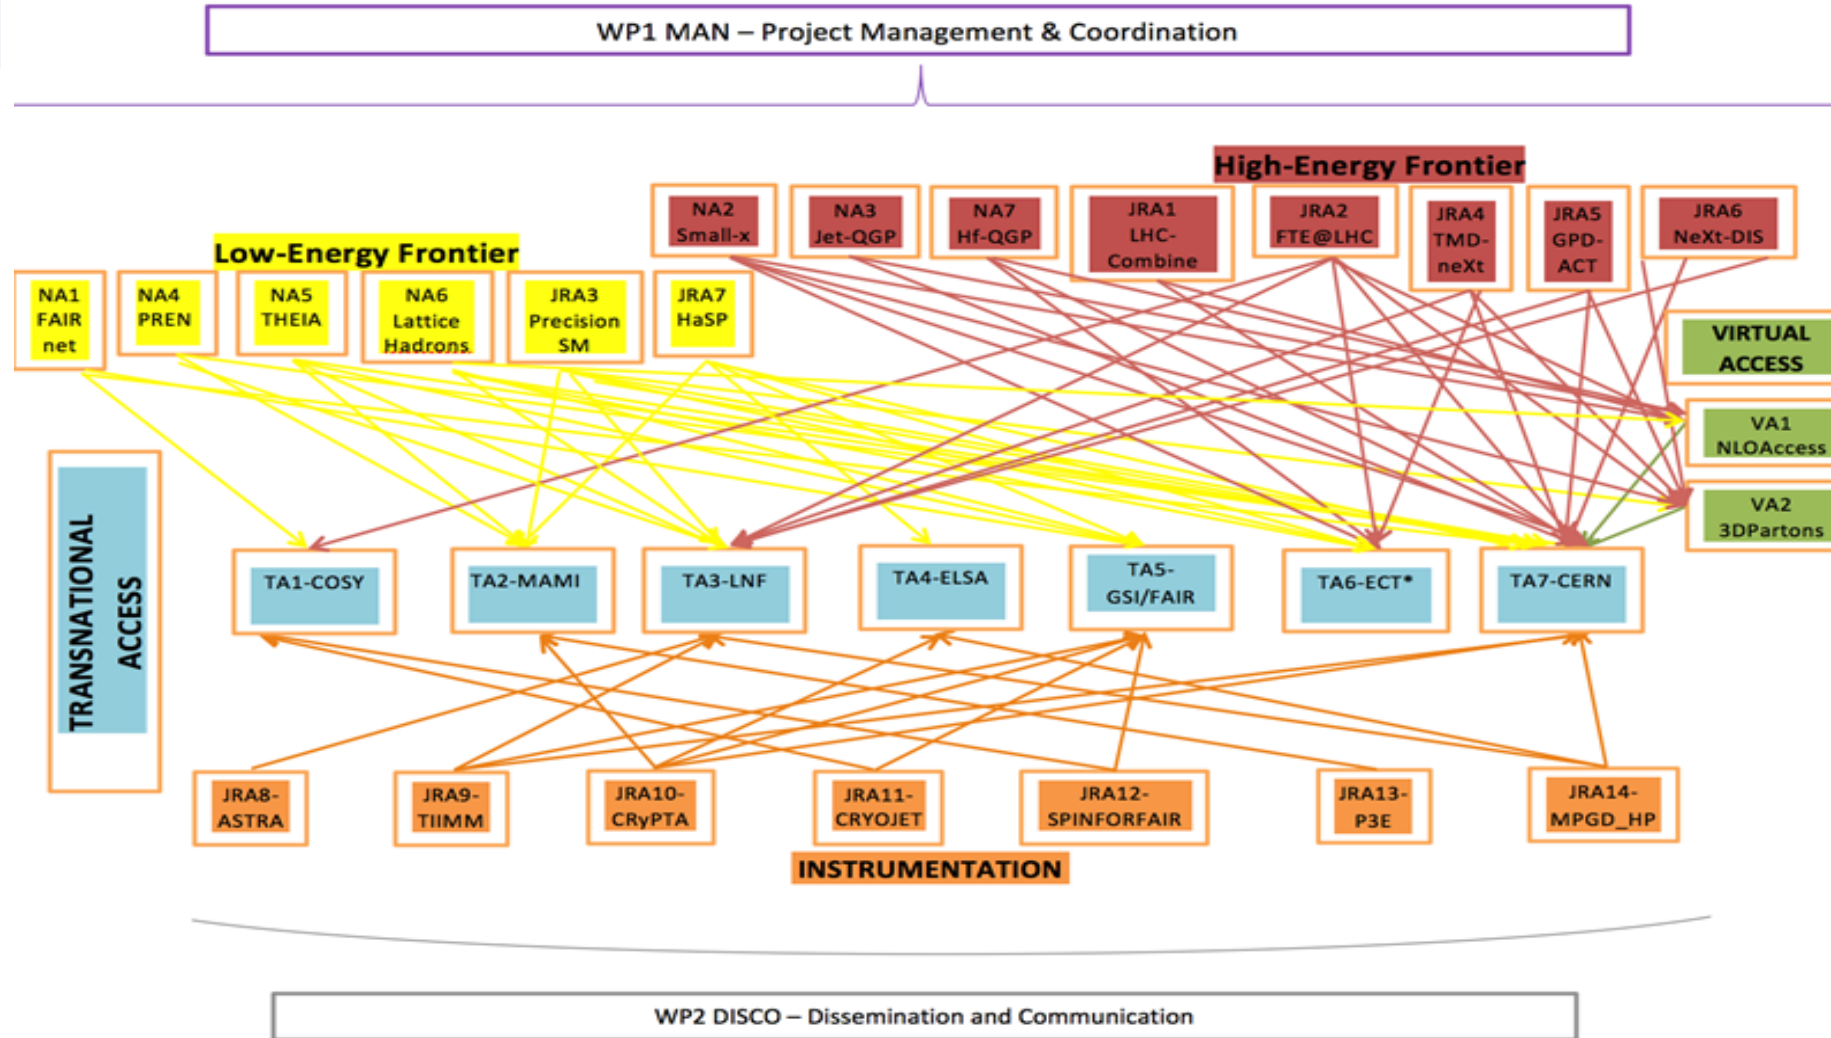 WP1 MAN – Project Management & Coordination
High-Energy Frontier
NA2
Small-x
NA3
Jet-QGP
NA7
Hf-QGP
JRA1
LHC-
Combine
JRA2
FTE@LHC
JRA4
TMD-
neXt
JRA5
GPD-
ACT
JRA6
NeXt-DIS
Low-Energy Frontier
NA1
FAIR
net
NA4
PREN
NA5
THEIA
NA6
Lattice
Hadrons
JRA3
Precision
SM
JRA7
HaSP
VIRTUAL
ACCESS
VA1
NLOAccess
VA2
3DPartons
TRANSNATIONAL
ACCESS
TA1-COSY
TA2-MAMI
TA3-LNF
TA4-ELSA
TA5-
GSI/FAIR
TA6-ECT*
TA7-CERN
JRA8-
ASTRA
JRA9-
TIIMM
JRA10-
CRyPTA
JRA11-
CRYOJET
JRA12-
SPINFORFAIR
JRA13-
P3E
JRA14-
MPGD_HP
INSTRUMENTATION
WP2 DISCO – Dissemination and Communication